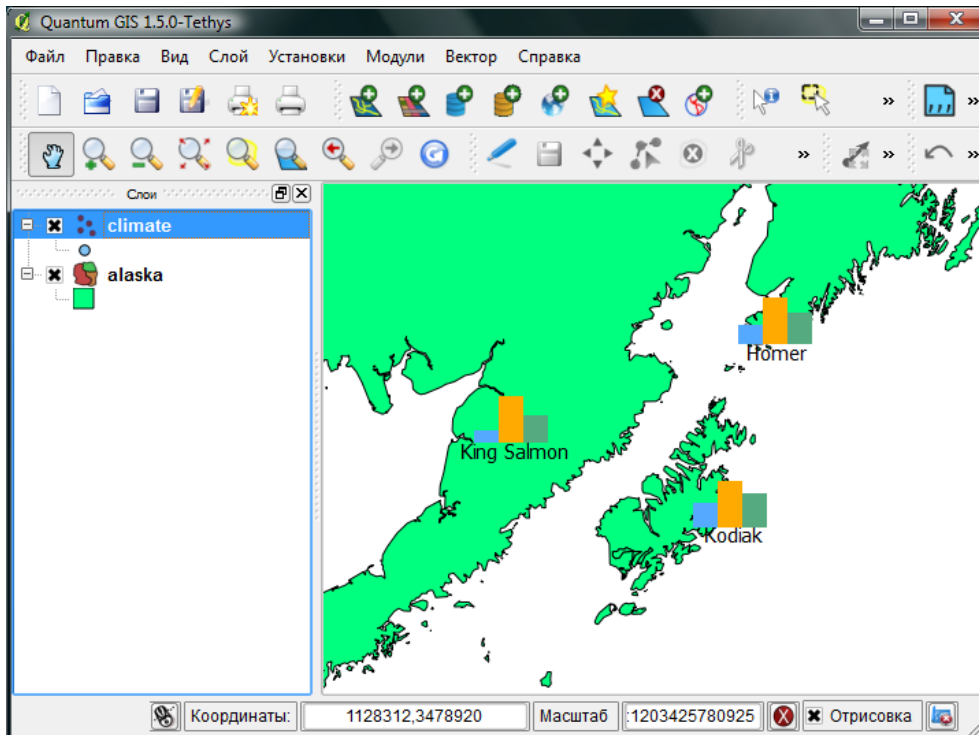 Quantum GIS 1.5.0-Tethys
Файл Правка Вид Слой Установки Модули Вектор Справка
» »
» » »
Слои
climate
alaska
Homer
King Salmon
Kodiak
Координаты: 1128312,3478920 Масштаб :1203425780925 Отрисовка